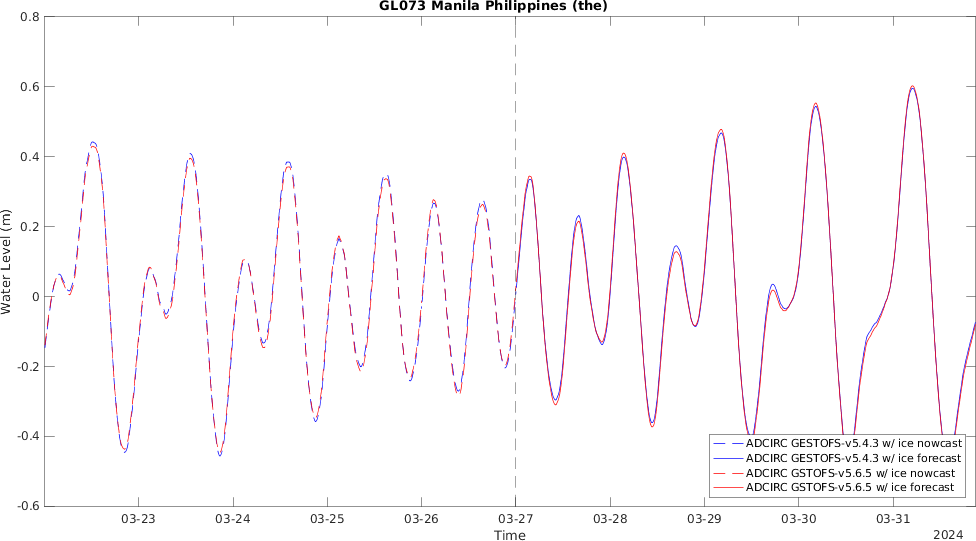 GL073 Manila Philippines (the)
Water Level (m)
0.8
0.6
0.4
0.2
0
-0.2
-0.4
-0.6
ADCIRC GESTOFS-v5.4.3 w/ ice nowcast
ADCIRC GESTOFS-v5.4.3 w/ ice forecast
ADCIRC GSTOFS-v5.6.5 w/ ice nowcast
ADCIRC GSTOFS-v5.6.5 w/ ice forecast
03-23 03-24 03-25 03-26 03-27 03-28 03-29 03-30 03-31
Time
2024